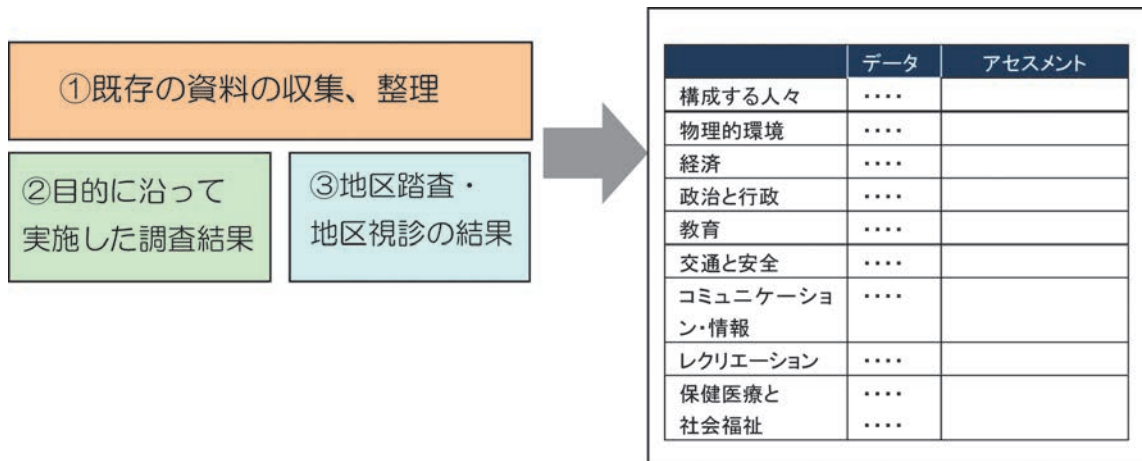 ①既存の資料の収集、整理
②目的に沿って
実施した調査結果
③地区踏査・
地区視診の結果
データ アセスメント
構成する人々 ・・・・
物理的環境 ・・・・
経済 ・・・・
政治と行政 ・・・・
教育 ・・・・
交通と安全 ・・・・
コミュニケーショ ・・・・
ン・情報
レクリエーション ・・・・
保健医療と ・・・・
社会福祉 ・・・・